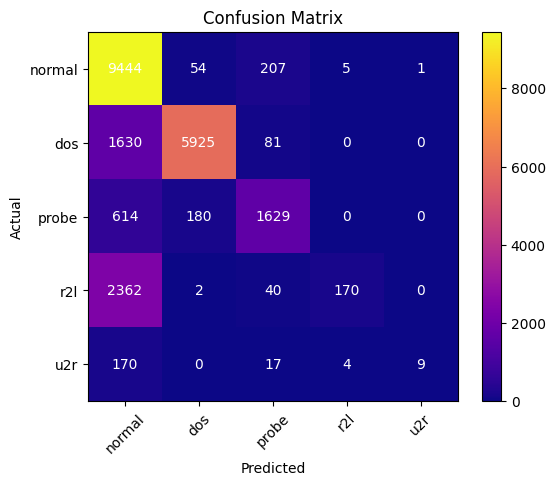 Confusion Matrix
Actual
normal 9444 54 207 5 1
dos 1630 5925 81 0 0
probe 614 180 1629 0 0
r2l 2362 2 40 170 0
u2r 170 0 17 4 9
normal dos probe r2l u2r
Predicted
8000
6000
4000
2000
0